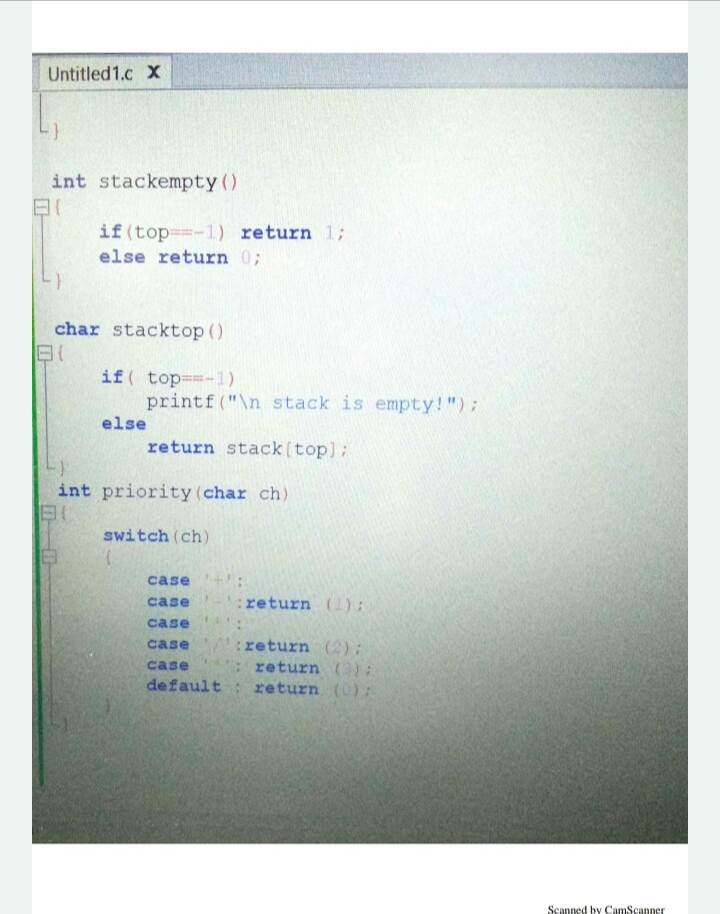 Untitled1.c X
}
int stackempty()
{
if(top==-1) return 1;
else return 0;
}
char stacktop()
{
if( top==-1)
printf("\n stack is empty!");
else
return stack[top];
}
int priority(char ch)
{
switch(ch)
{
case '+':
case '-':return (1);
case
case '/':return (2);
case : return (3);
default : return (0);
}
}
Scanned by CamScanner